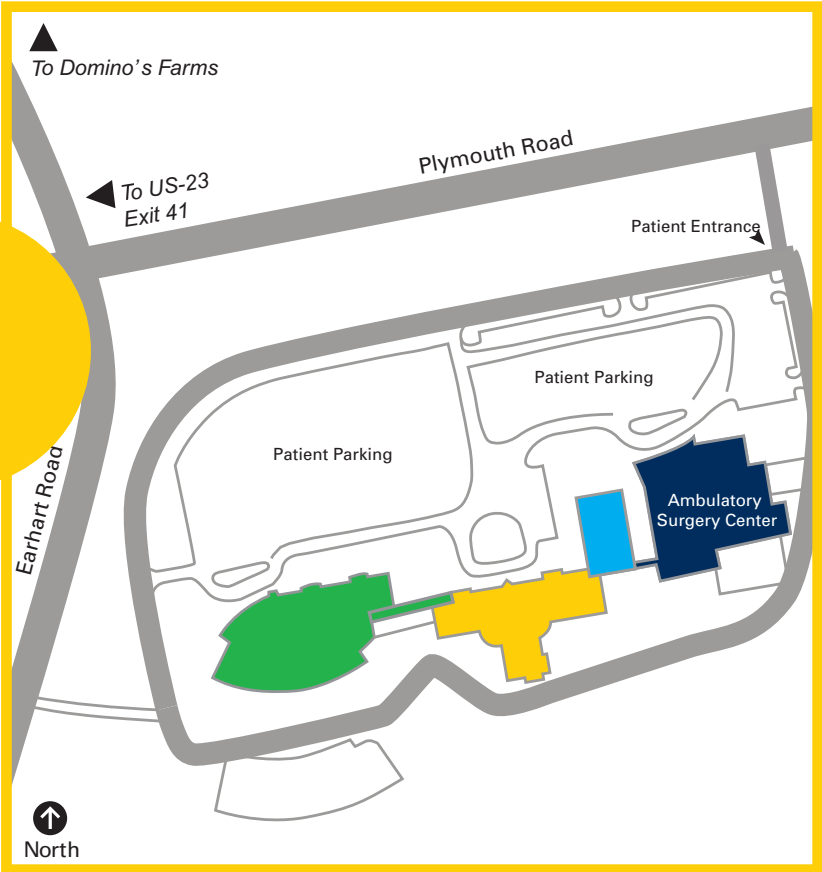 To Domino's Farms
Plymouth Road
To US-23
Exit 41
Patient Entrance
Patient Parking
Patient Parking
Earhart Road
Ambulatory
Surgery Center
North